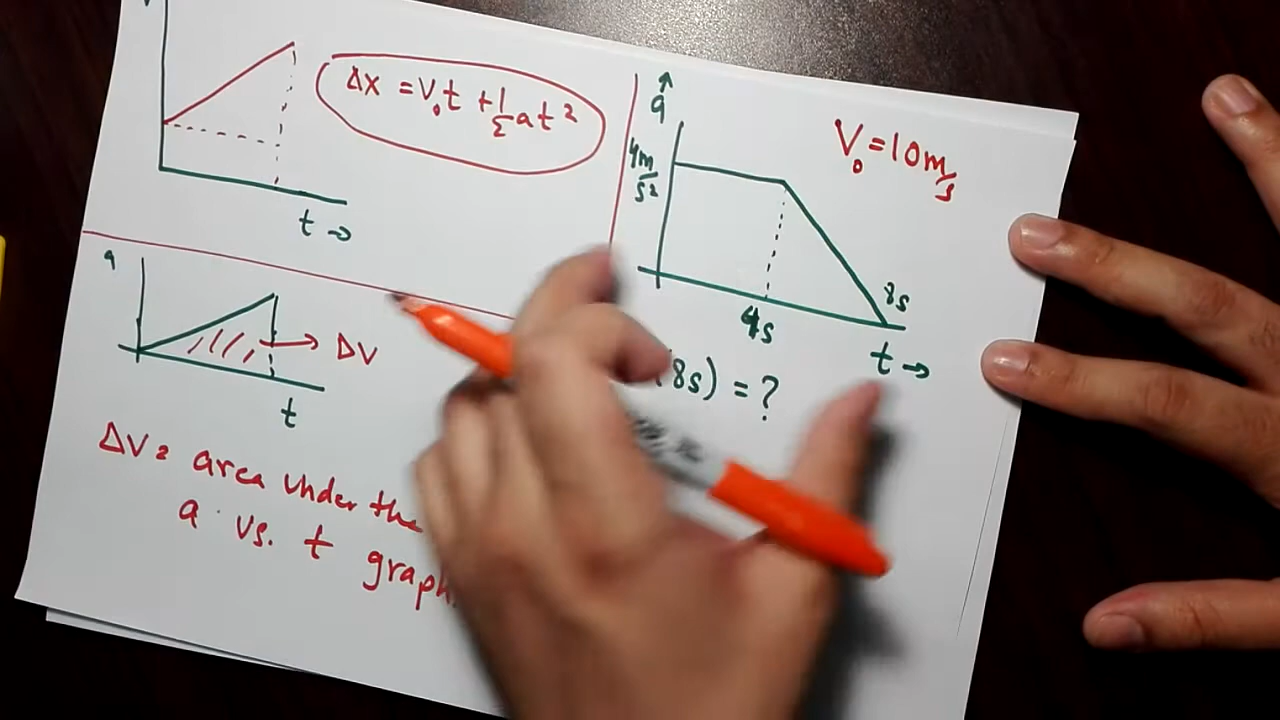 Δx = V₀t + ½at²
t →
a
ΔV
t
ΔV = area under the
a vs. t graph
a
4m/s²
V₀ = 10m/s
4s
8s
t →
(8s) = ?